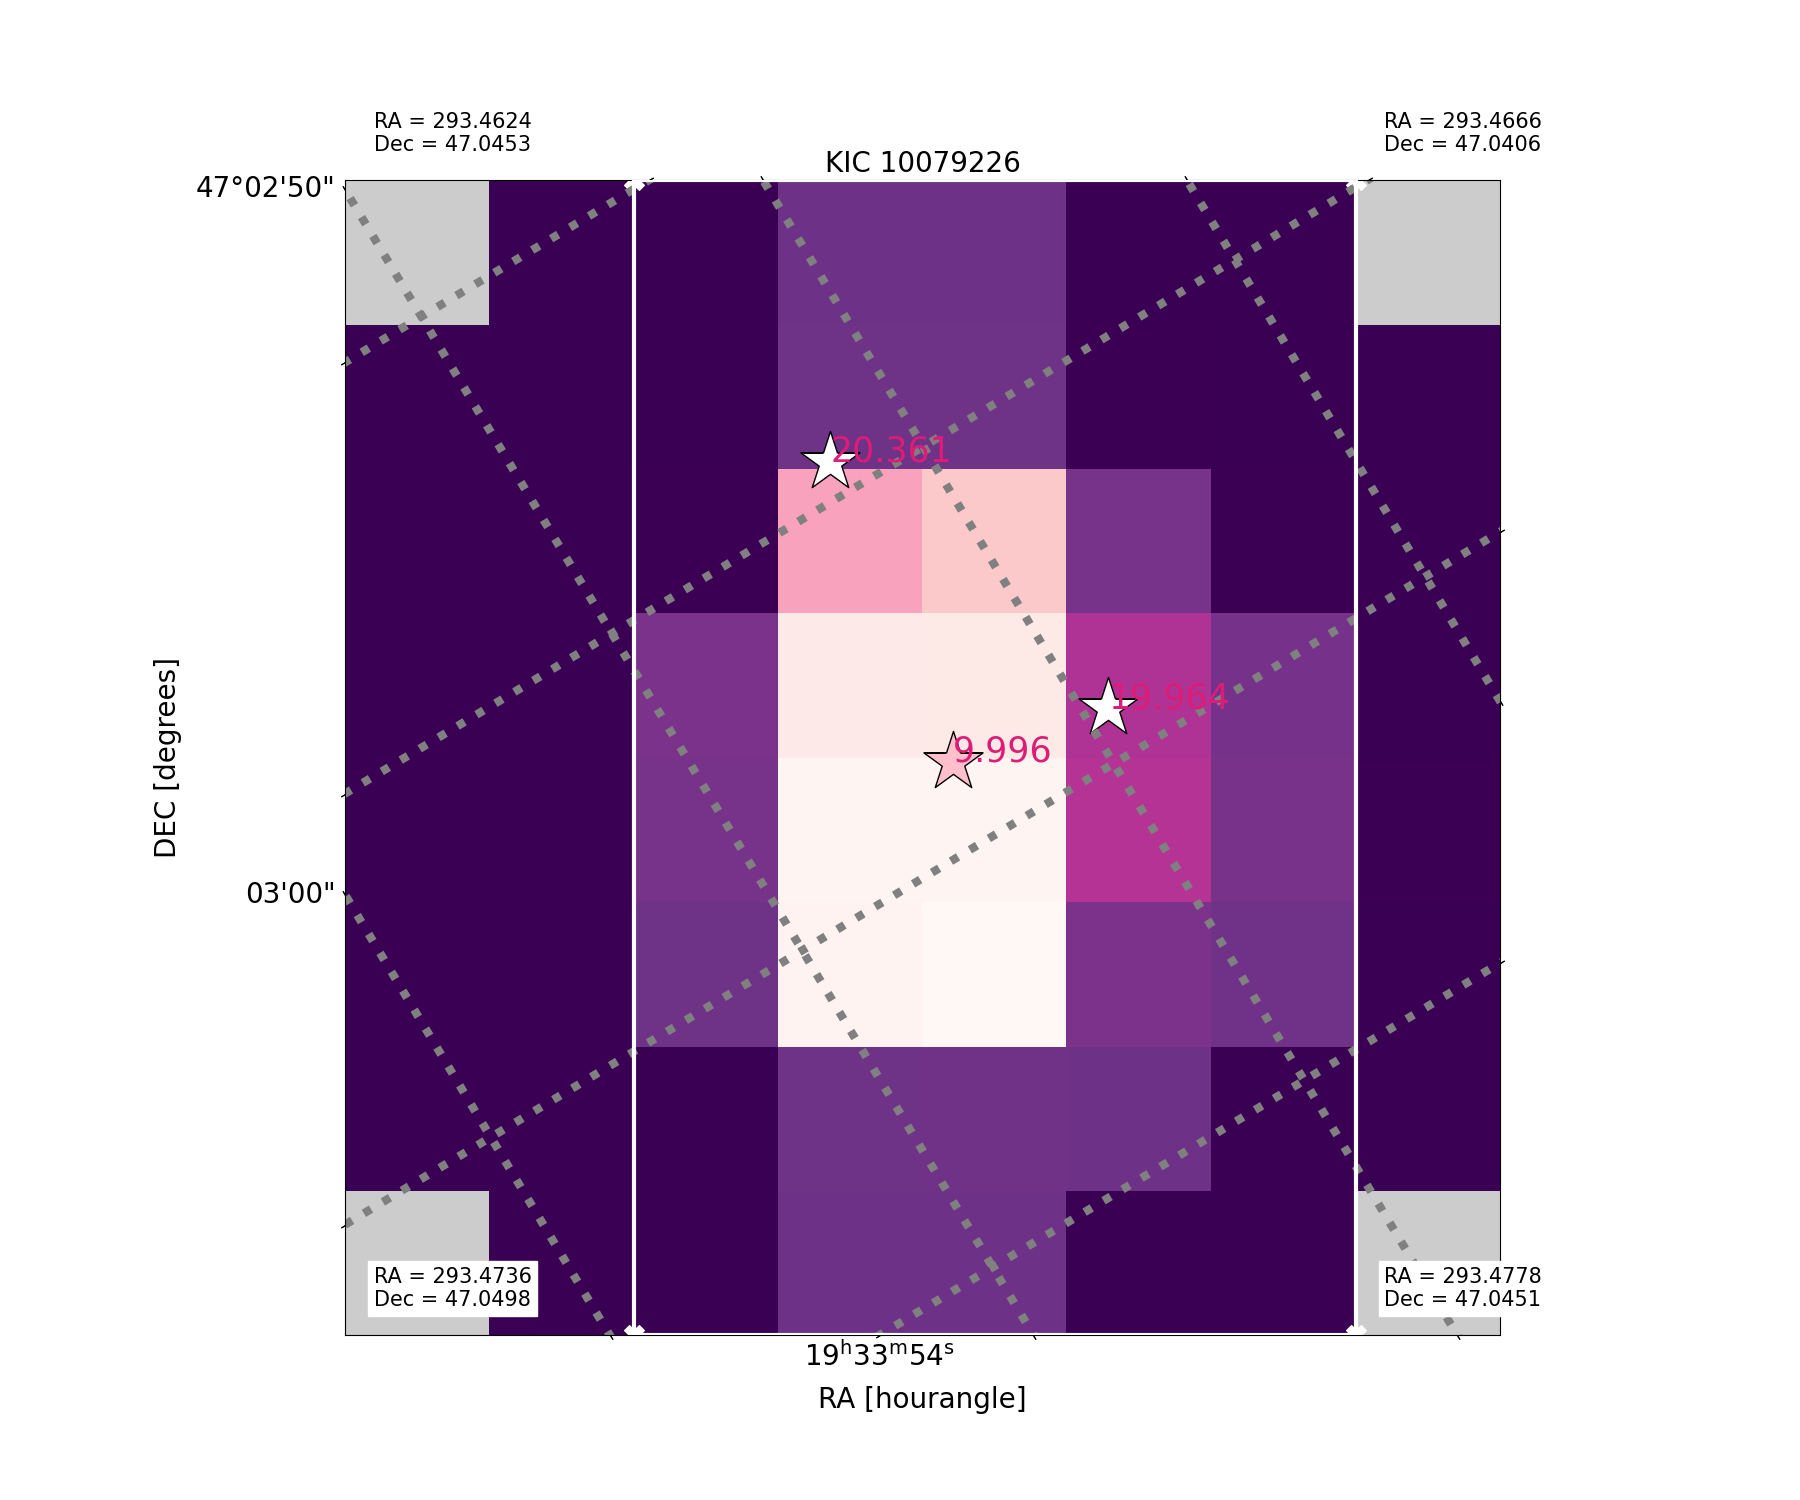 RA = 293.4624
Dec = 47.0453
RA = 293.4666
Dec = 47.0406
KIC 10079226
47°02'50"
20.361
19.964
9.996
DEC [degrees]
03'00"
RA = 293.4736
Dec = 47.0498
RA = 293.4778
Dec = 47.0451
19h33m54s
RA [hourangle]